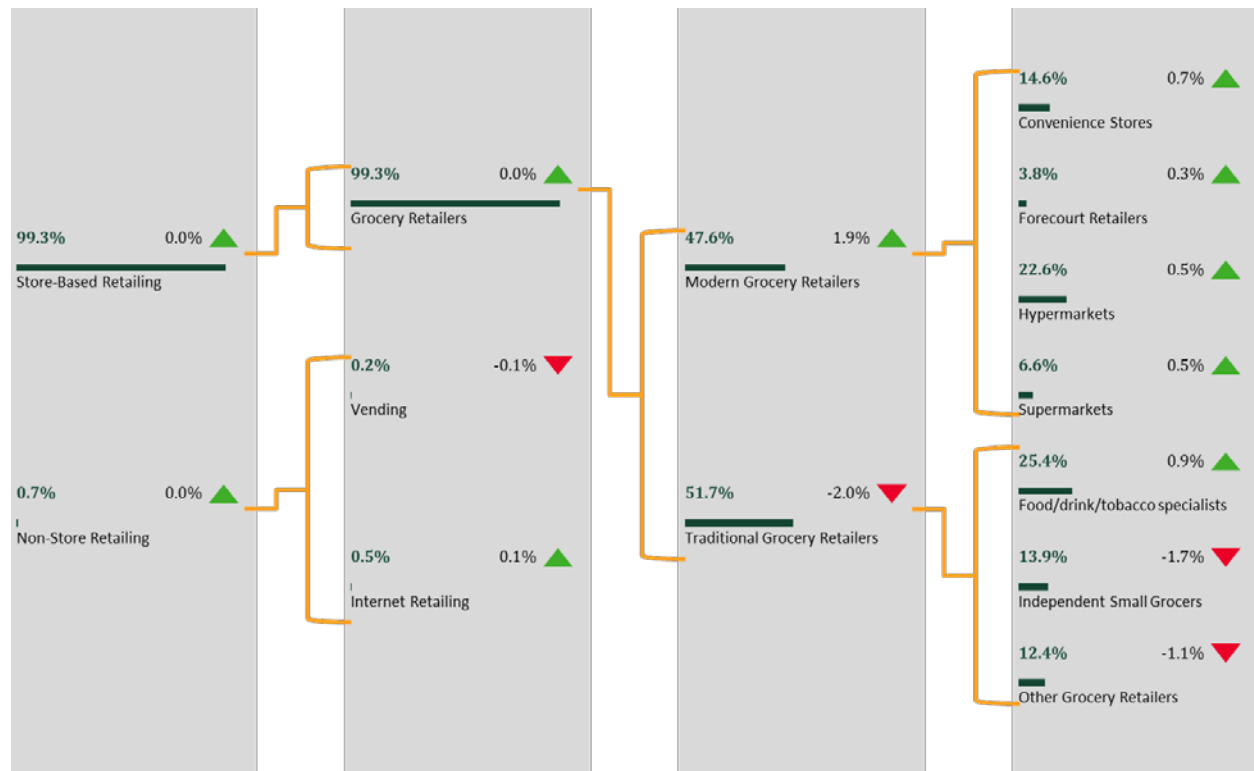 99.3% 0.0%
Store-Based Retailing
0.7% 0.0%
Non-Store Retailing
99.3% 0.0%
Grocery Retailers
0.2% -0.1%
Vending
0.5% 0.1%
Internet Retailing
47.6% 1.9%
Modern Grocery Retailers
51.7% -2.0%
Traditional Grocery Retailers
14.6% 0.7%
Convenience Stores
3.8% 0.3%
Forecourt Retailers
22.6% 0.5%
Hypermarkets
6.6% 0.5%
Supermarkets
25.4% 0.9%
Food/drink/tobacco specialists
13.9% -1.7%
Independent Small Grocers
12.4% -1.1%
Other Grocery Retailers